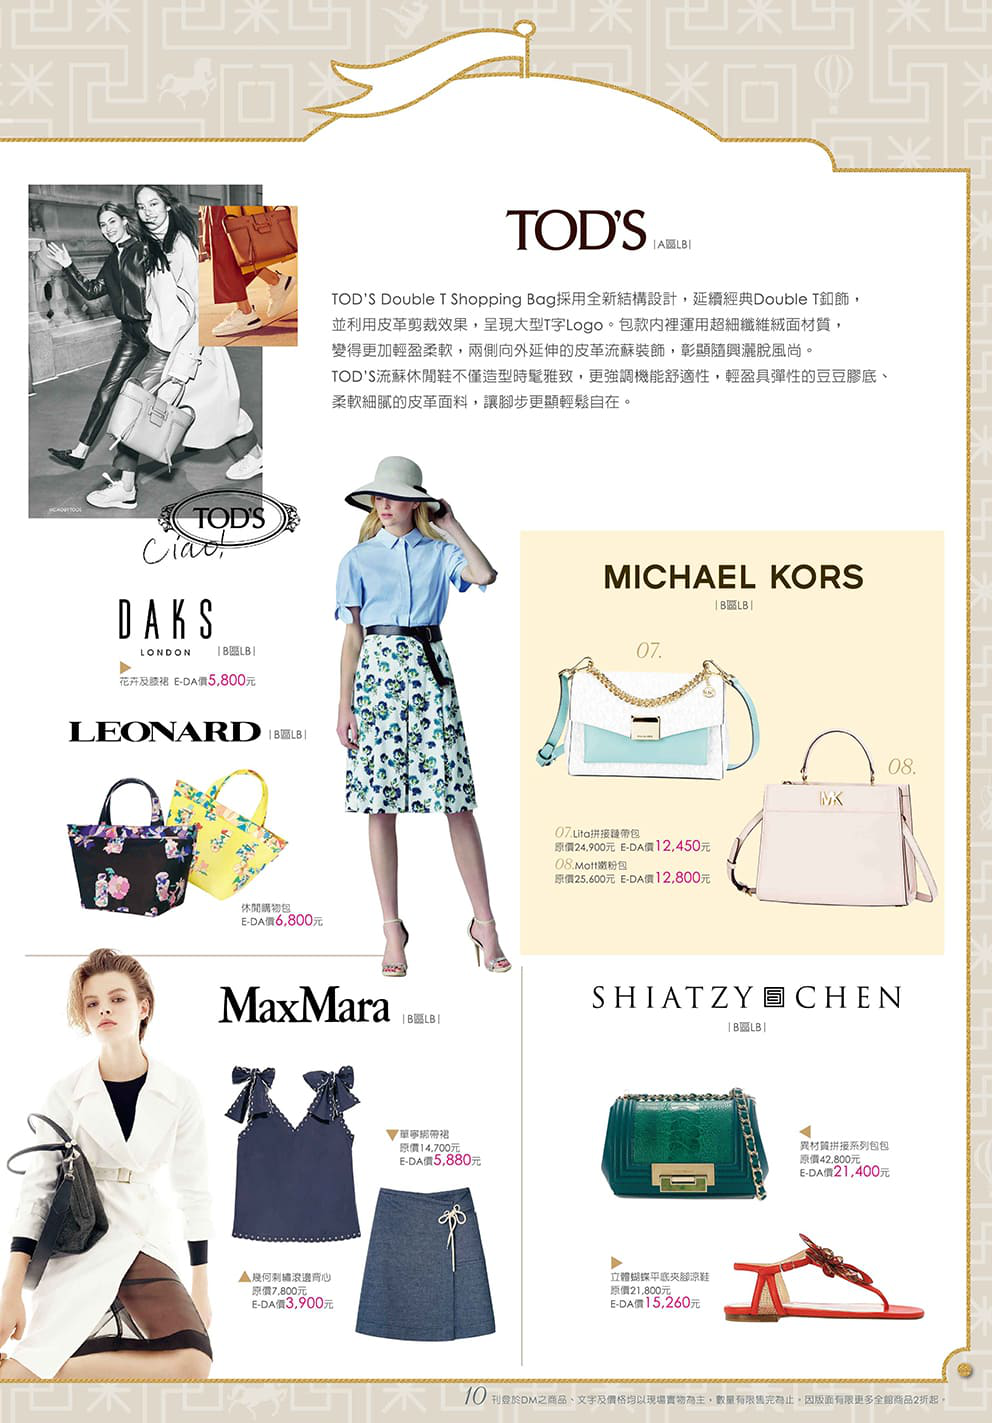 TOD'S |A區LB|
TOD'S Double T Shopping Bag採用全新結構設計，延續經典Double T釦飾，
並利用皮革剪裁效果，呈現大型T字Logo。包款內裡運用超細纖維絨面材質，
變得更加輕盈柔軟，兩側向外延伸的皮革流蘇裝飾，彰顯隨興灑脫風尚。
TOD'S流蘇休閒鞋不僅造型時髦雅致，更強調機能舒適性，輕盈具彈性的豆豆膠底、
柔軟細膩的皮革面料，讓腳步更顯輕鬆自在。
TOD'S
Ciao!
DAKS
LONDON |B區LB|
花卉及膝裙 E-DA價5,800元
LEONARD |B區LB|
休閒購物包
E-DA價6,800元
MICHAEL KORS
|B區LB|
07.
08.
MK
07.Lita拼接鏈帶包
原價24,900元 E-DA價12,450元
08.Mott嫩粉包
原價25,600元 E-DA價12,800元
MaxMara |B區LB|
單寧綁帶裙
原價14,700元
E-DA價5,880元
幾何刺繡滾邊背心
原價7,800元
E-DA價3,900元
SHIATZY CHEN
|B區LB|
異材質拼接系列包包
原價42,800元
E-DA價21,400元
立體蝴蝶平底夾腳涼鞋
原價21,800元
E-DA價15,260元
10 刊登於DM之商品、文字及價格均以現場實物為主，數量有限售完為止。因版面有限更多全館商品2折起。